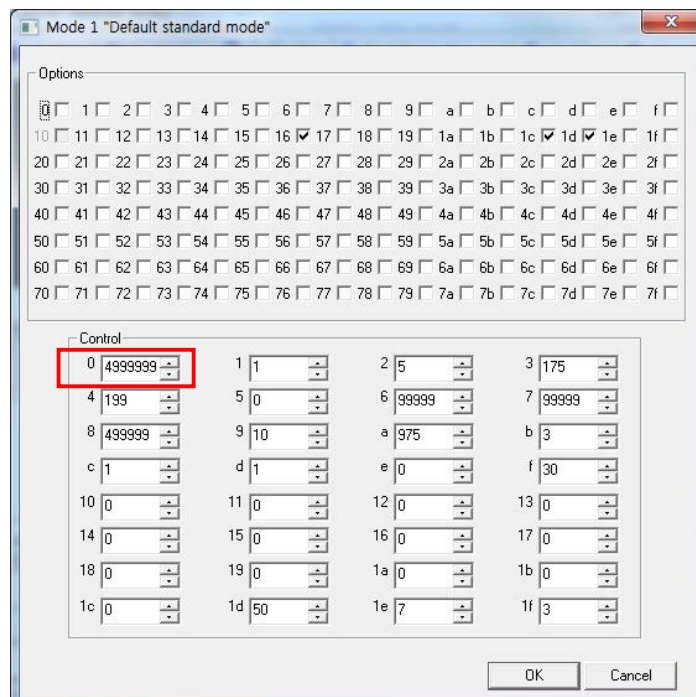 Mode 1 "Default standard mode"
Options
0 1 2 3 4 5 6 7 8 9 a b c d e f
10 11 12 13 14 15 16 17 18 19 1a 1b 1c 1d 1e 1f
20 21 22 23 24 25 26 27 28 29 2a 2b 2c 2d 2e 2f
30 31 32 33 34 35 36 37 38 39 3a 3b 3c 3d 3e 3f
40 41 42 43 44 45 46 47 48 49 4a 4b 4c 4d 4e 4f
50 51 52 53 54 55 56 57 58 59 5a 5b 5c 5d 5e 5f
60 61 62 63 64 65 66 67 68 69 6a 6b 6c 6d 6e 6f
70 71 72 73 74 75 76 77 78 79 7a 7b 7c 7d 7e 7f
Control
0 4999999 1 1 2 5 3 175
4 199 5 0 6 99999 7 99999
8 499999 9 10 a 975 b 3
c 1 d 1 e 0 f 30
10 0 11 0 12 0 13 0
14 0 15 0 16 0 17 0
18 0 19 0 1a 0 1b 0
1c 0 1d 50 1e 7 1f 3
OK Cancel